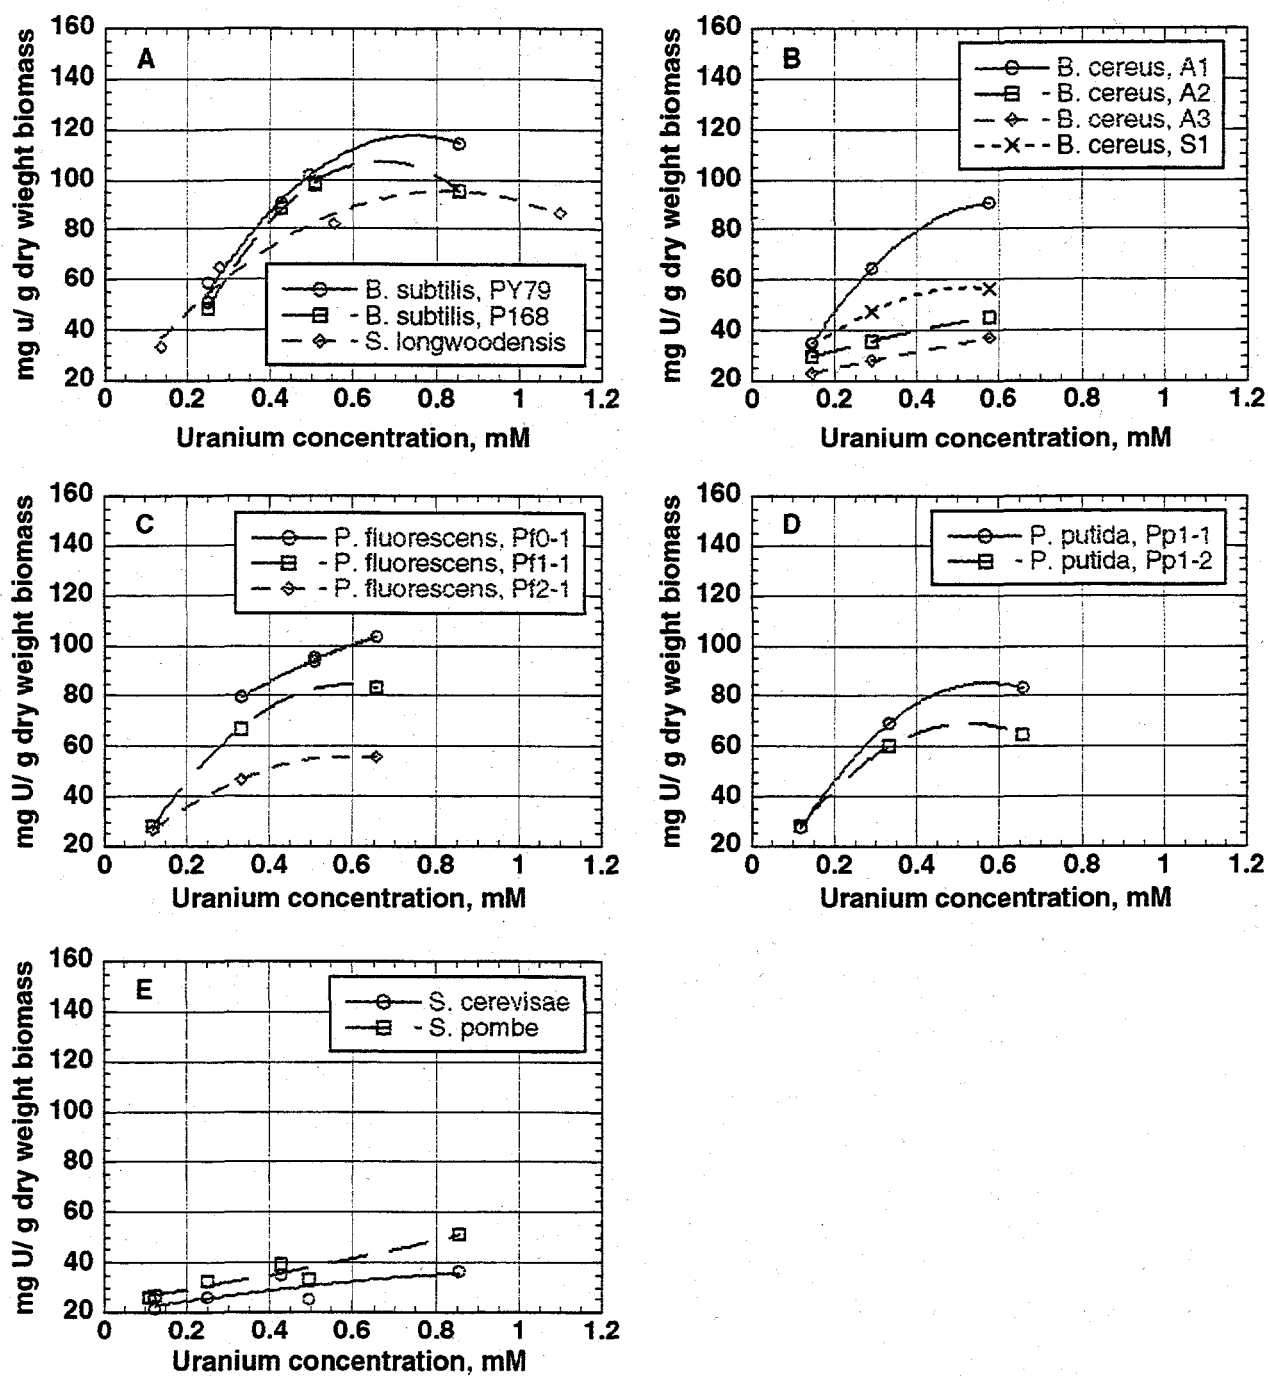 160
140
120
100
80
60
40
20
mg u/ g dry wieght biomass
A
B. subtilis, PY79
B. subtilis, P168
S. longwoodensis
0 0.2 0.4 0.6 0.8 1 1.2
Uranium concentration, mM
160
140
120
100
80
60
40
20
mg U/ g dry weight biomass
B
B. cereus, A1
B. cereus, A2
B. cereus, A3
B. cereus, S1
0 0.2 0.4 0.6 0.8 1 1.2
Uranium concentration, mM
160
140
120
100
80
60
40
20
mg U/ g dry weight biomass
C
P. fluorescens, Pf0-1
P. fluorescens, Pf1-1
P. fluorescens, Pf2-1
0 0.2 0.4 0.6 0.8 1 1.2
Uranium concentration, mM
160
140
120
100
80
60
40
20
mg U/ g dry weight biomass
D
P. putida, Pp1-1
P. putida, Pp1-2
0 0.2 0.4 0.6 0.8 1 1.2
Uranium concentration, mM
160
140
120
100
80
60
40
20
mg U/ g dry weight biomass
E
S. cerevisae
S. pombe
0 0.2 0.4 0.6 0.8 1 1.2
Uranium concentration, mM